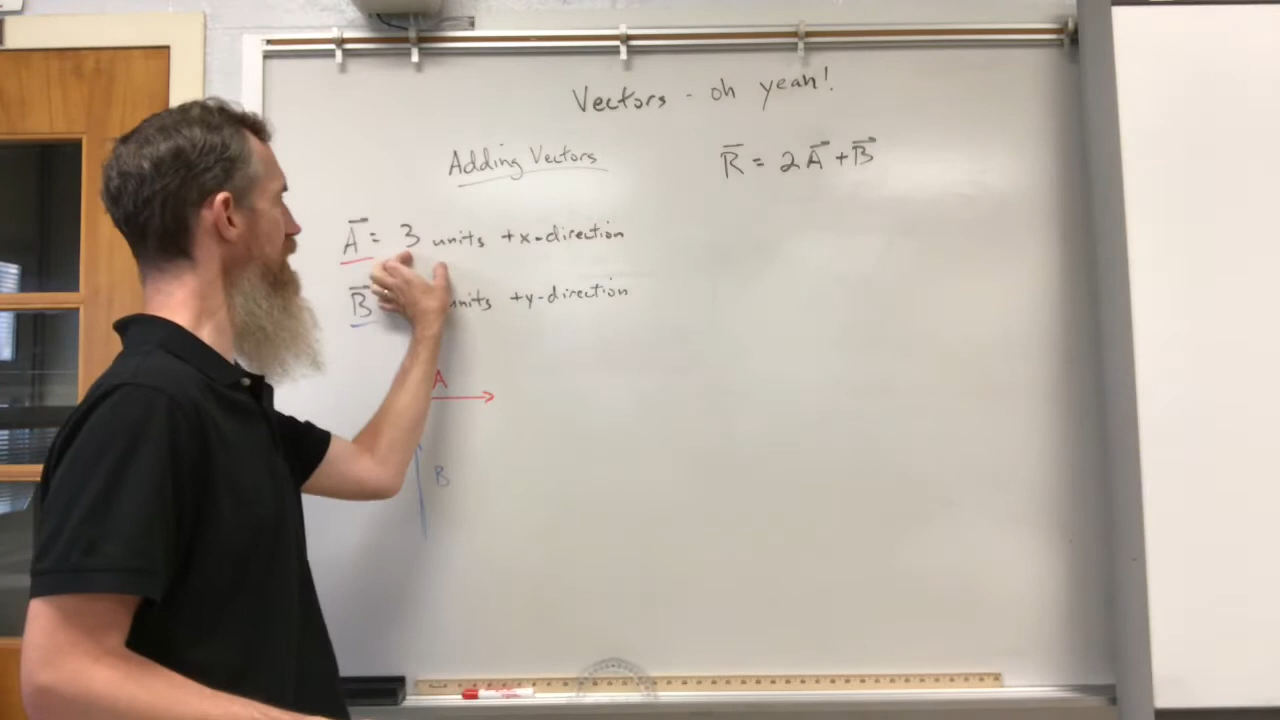 Vectors - oh yeah!
Adding Vectors
R = 2A + B
A = 3 units +x-direction
B units +y-direction
A
B